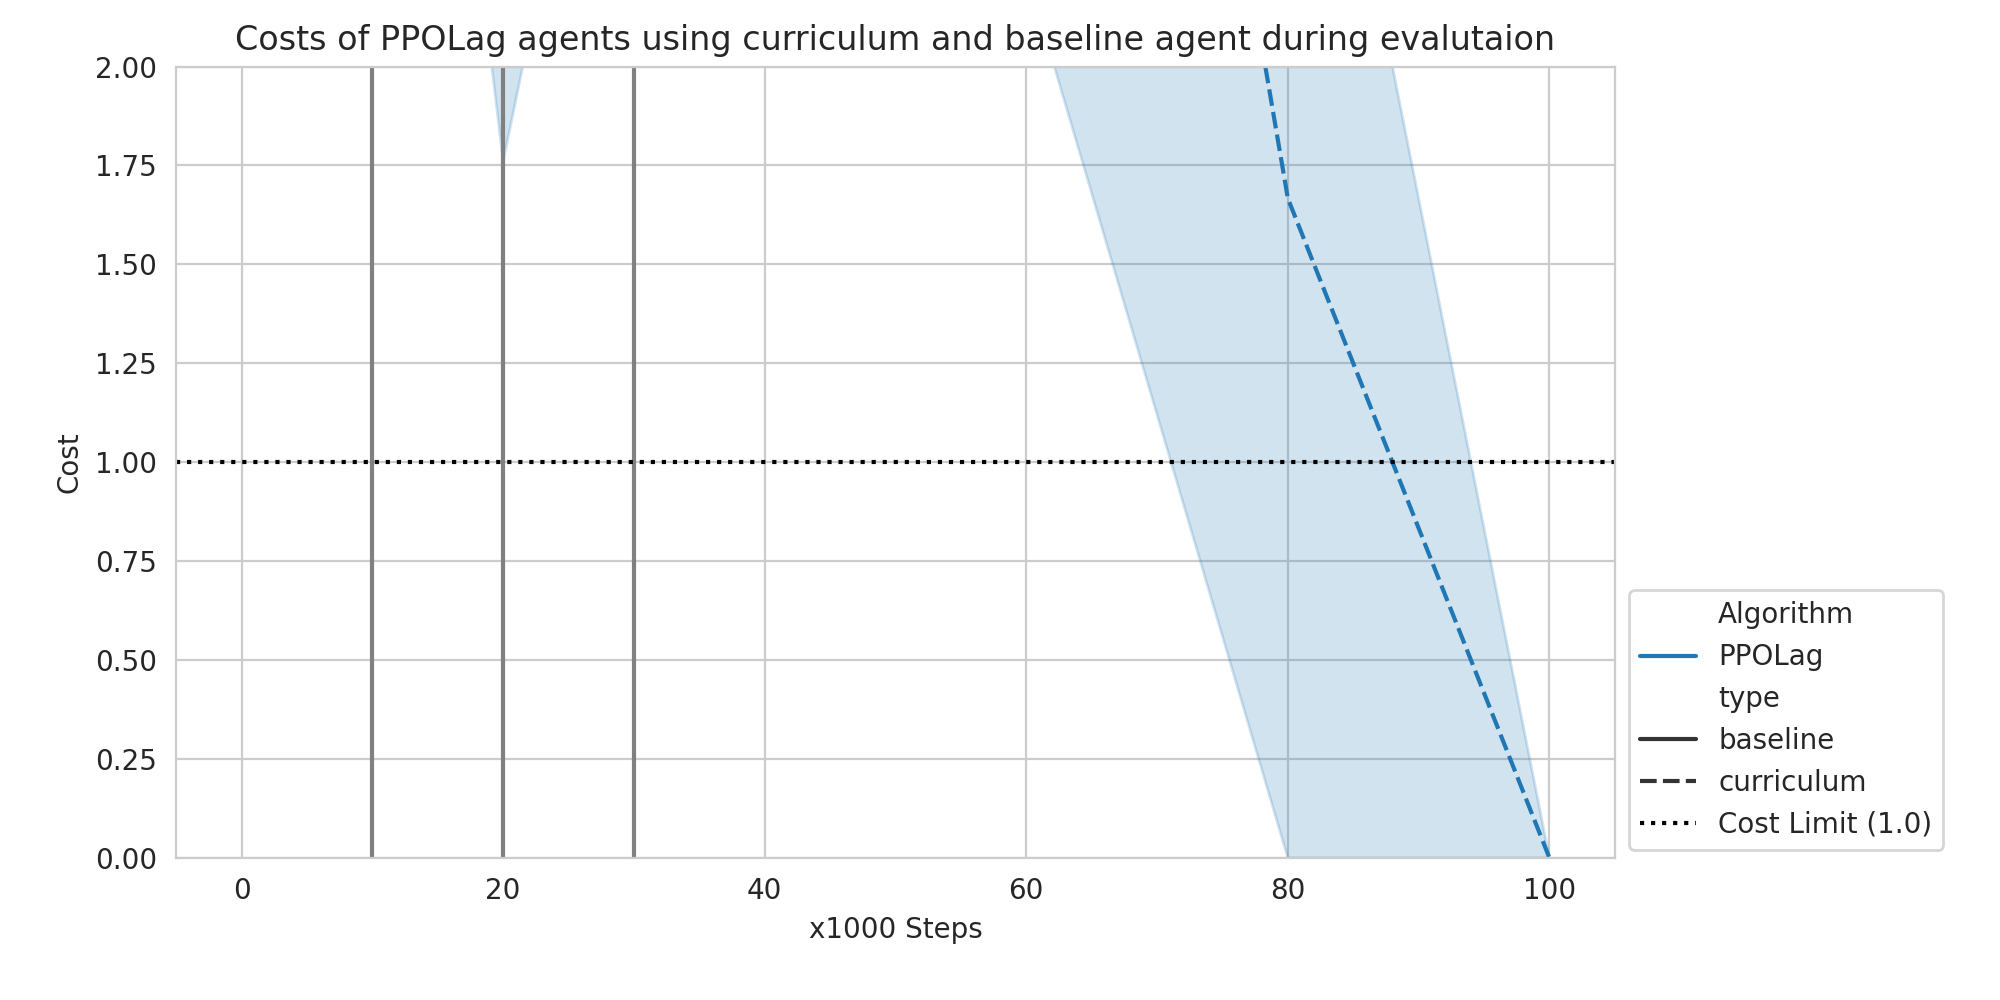 Costs of PPOLag agents using curriculum and baseline agent during evalutaion
2.00
1.75
1.50
1.25
1.00
0.75
0.50
0.25
0.00
Cost
0 20 40 60 80 100
x1000 Steps
Algorithm
PPOLag
type
baseline
curriculum
Cost Limit (1.0)